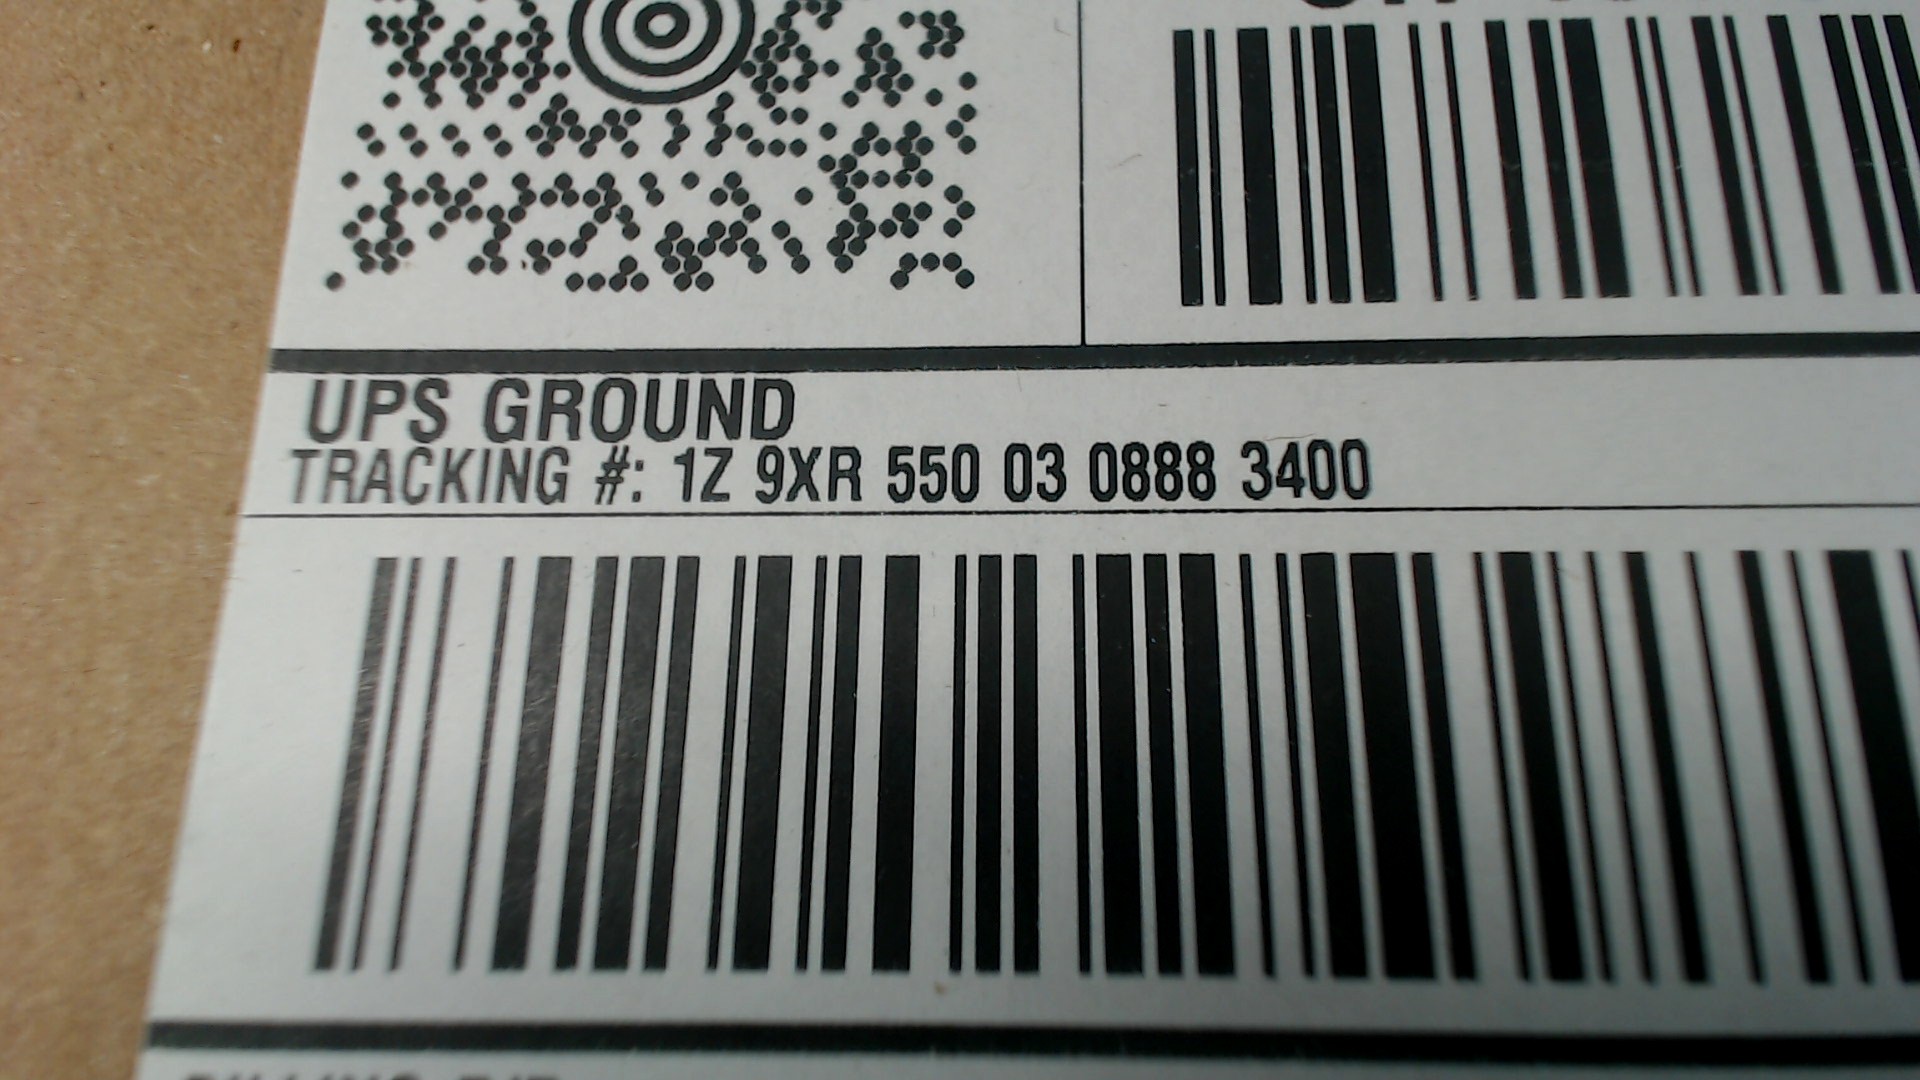 UPS GROUND
TRACKING #: 1Z 9XR 550 03 0888 3400